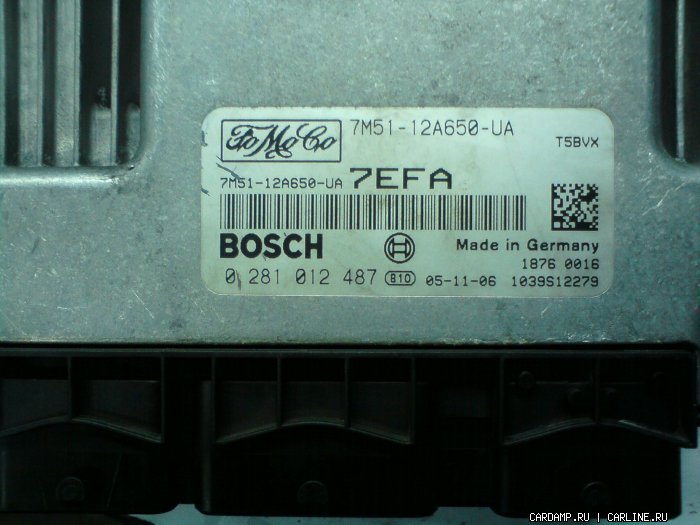 FoMoCo 7M51-12A650-UA
T5BVX
7M51-12A650-UA 7EFA
BOSCH Made in Germany
1876 0016
0 281 012 487 810 05-11-06 1039S12279
CARDAMP.RU | CARLINE.RU